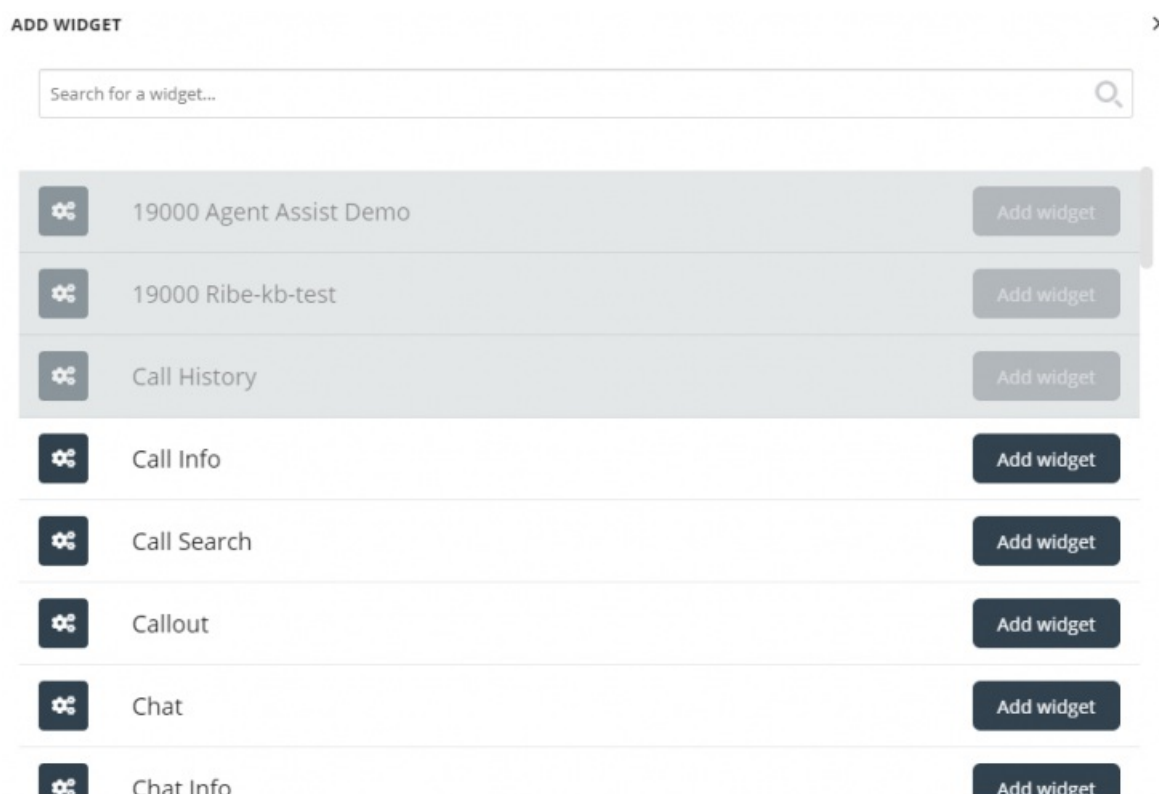 ADD WIDGET
Search for a widget...
19000 Agent Assist Demo Add widget
19000 Ribe-kb-test Add widget
Call History Add widget
Call Info Add widget
Call Search Add widget
Callout Add widget
Chat Add widget
Chat Info Add widget